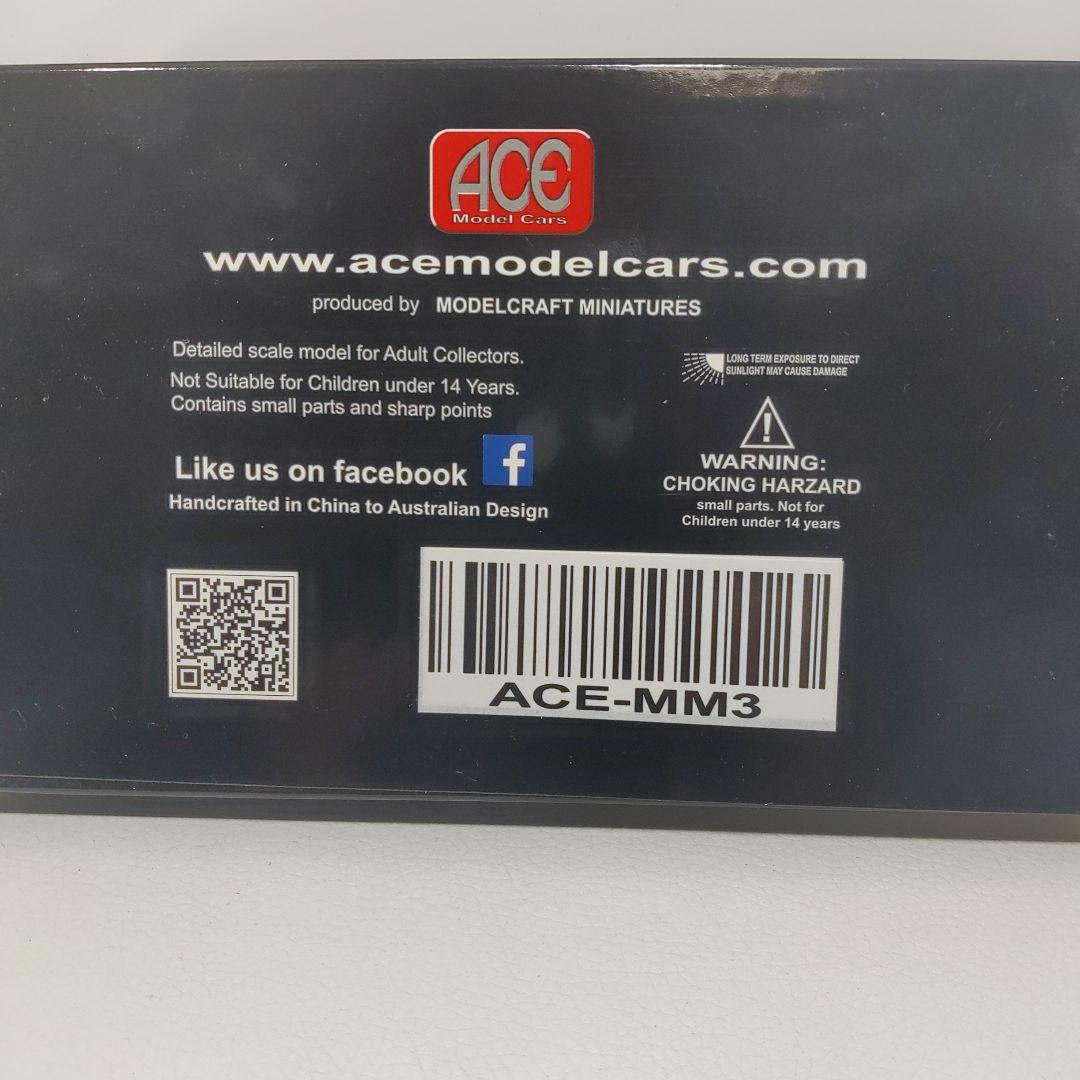 ACE
Model Cars
www.acemodelcars.com
produced by MODELCRAFT MINIATURES
Detailed scale model for Adult Collectors.
Not Suitable for Children under 14 Years.
Contains small parts and sharp points
LONG TERM EXPOSURE TO DIRECT
SUNLIGHT MAY CAUSE DAMAGE
Like us on facebook f
Handcrafted in China to Australian Design
!
WARNING:
CHOKING HARZARD
small parts. Not for
Children under 14 years
ACE-MM3